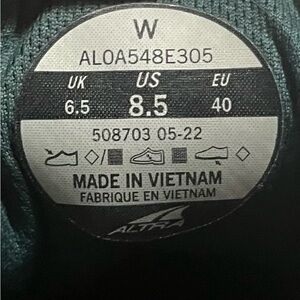 W
AL0A548E305
UK US EU
6.5 8.5 40
508703 05-22
MADE IN VIETNAM
FABRIQUE EN VIETNAM
ALTRA